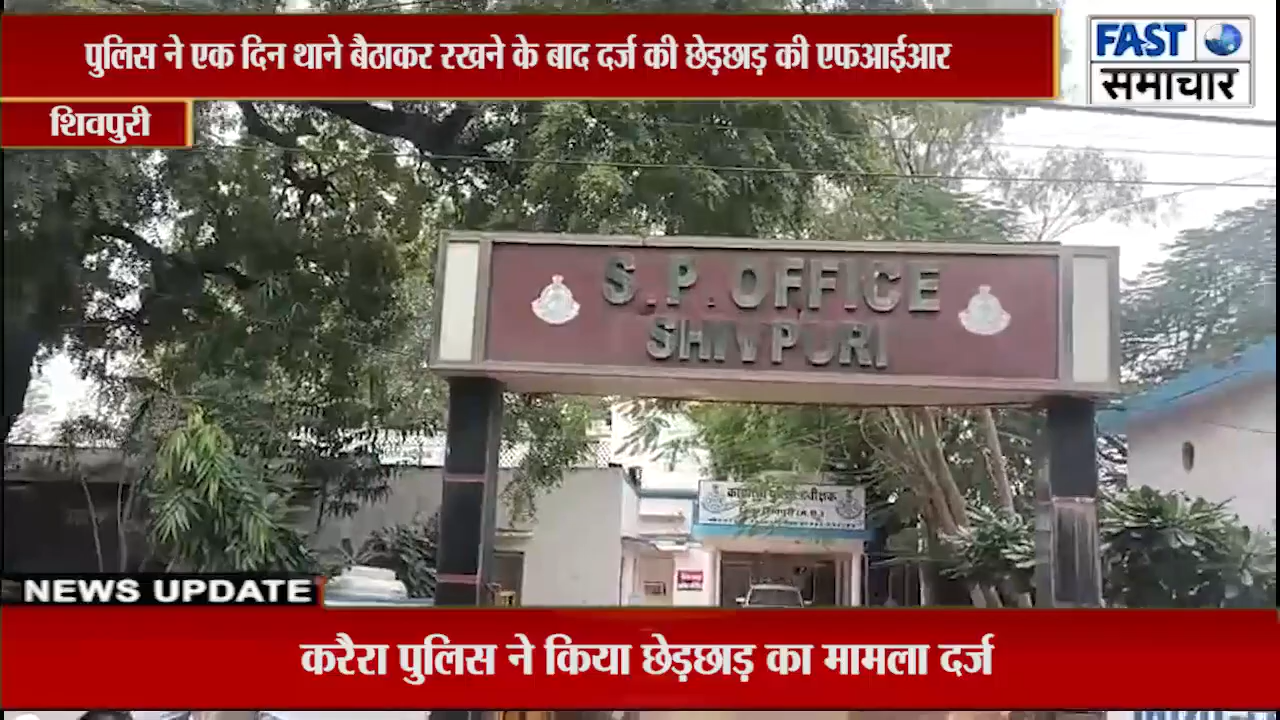 पुलिस ने एक दिन थाने बैठाकर रखने के बाद दर्ज की छेड़छाड़ की एफआईआर
FAST
समाचार
शिवपुरी
S.P. OFFICE
SHIVPURI
NEWS UPDATE
करैरा पुलिस ने किया छेड़छाड़ का मामला दर्ज